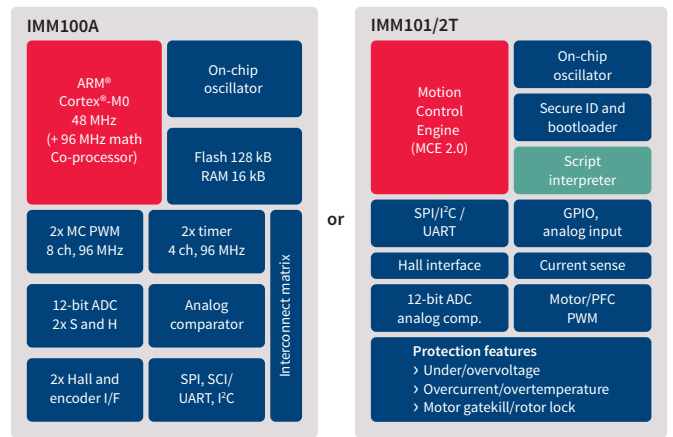 IMM100A
ARM®
Cortex®-M0
48 MHz
(+ 96 MHz math
Co-processor)
On-chip
oscillator
Flash 128 kB
RAM 16 kB
2x MC PWM
8 ch, 96 MHz
2x timer
4 ch, 96 MHz
12-bit ADC
2x S and H
Analog
comparator
2x Hall and
encoder I/F
SPI, SCI/
UART, I²C
Interconnect matrix
or
IMM101/2T
Motion
Control
Engine
(MCE 2.0)
On-chip
oscillator
Secure ID and
bootloader
Script
interpreter
SPI/I²C /
UART
GPIO,
analog input
Hall interface
Current sense
12-bit ADC
analog comp.
Motor/PFC
PWM
Protection features
› Under/overvoltage
› Overcurrent/overtemperature
› Motor gatekill/rotor lock